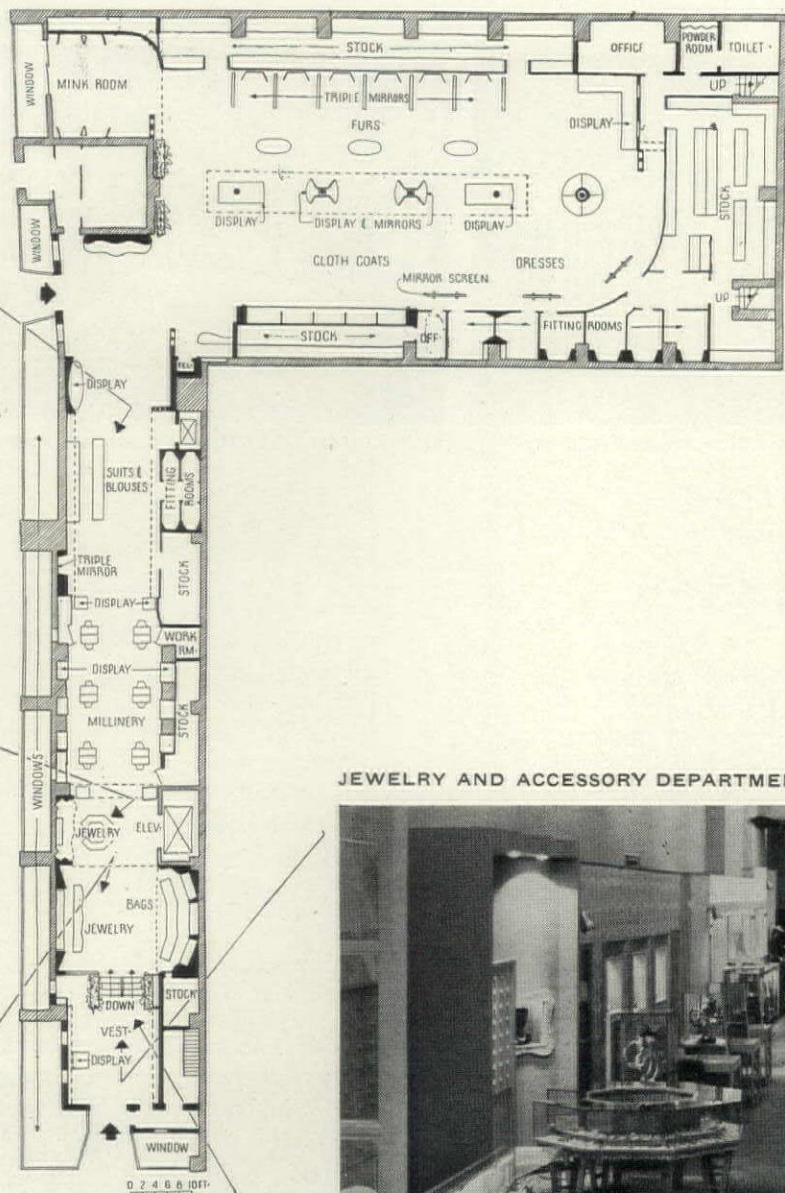 STOCK
OFFICE
POWDER
ROOM
TOILET
UP
WINDOW
MINK ROOM
TRIPLE MIRRORS
FURS
DISPLAY
STOCK
DISPLAY
DISPLAY & MIRRORS
DISPLAY
WINDOW
CLOTH COATS
DRESSES
MIRROR SCREEN
UP
STOCK
OFF
FITTING ROOMS
TEL
DISPLAY
SUITS &
BLOUSES
FITTING
ROOMS
TRIPLE
MIRROR
STOCK
DISPLAY
WORK
RM
DISPLAY
MILLINERY
STOCK
WINDOWS
JEWELRY
ELEV
BAGS
JEWELRY
DOWN
STOCK
VEST
DISPLAY
WINDOW
0 2 4 6 8 10FT
JEWELRY AND ACCESSORY DEPARTME